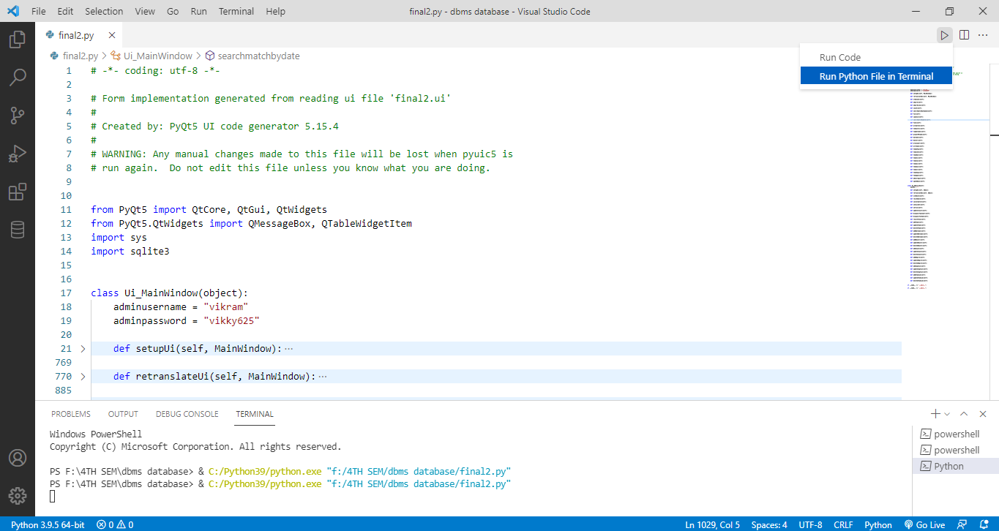 File Edit Selection View Go Run Terminal Help final2.py - dbms database - Visual Studio Code
final2.py
final2.py > Ui_MainWindow > searchmatchbydate
Run Code
Run Python File in Terminal
1 # -*- coding: utf-8 -*-
2
3 # Form implementation generated from reading ui file 'final2.ui'
4 #
5 # Created by: PyQt5 UI code generator 5.15.4
6 #
7 # WARNING: Any manual changes made to this file will be lost when pyuic5 is
8 # run again.  Do not edit this file unless you know what you are doing.
9
10
11 from PyQt5 import QtCore, QtGui, QtWidgets
12 from PyQt5.QtWidgets import QMessageBox, QTableWidgetItem
13 import sys
14 import sqlite3
15
16
17 class Ui_MainWindow(object):
18 adminusername = "vikram"
19 adminpassword = "vikky625"
20
21 def setupUi(self, MainWindow): ···
769
770 def retranslateUi(self, MainWindow): ···
885
PROBLEMS OUTPUT DEBUG CONSOLE TERMINAL
Windows PowerShell
Copyright (C) Microsoft Corporation. All rights reserved.
PS F:\4TH SEM\dbms database> & C:/Python39/python.exe "f:/4TH SEM/dbms database/final2.py"
PS F:\4TH SEM\dbms database> & C:/Python39/python.exe "f:/4TH SEM/dbms database/final2.py"
powershell
powershell
Python
Python 3.9.5 64-bit 0 0 Ln 1029, Col 5 Spaces: 4 UTF-8 CRLF Python Go Live